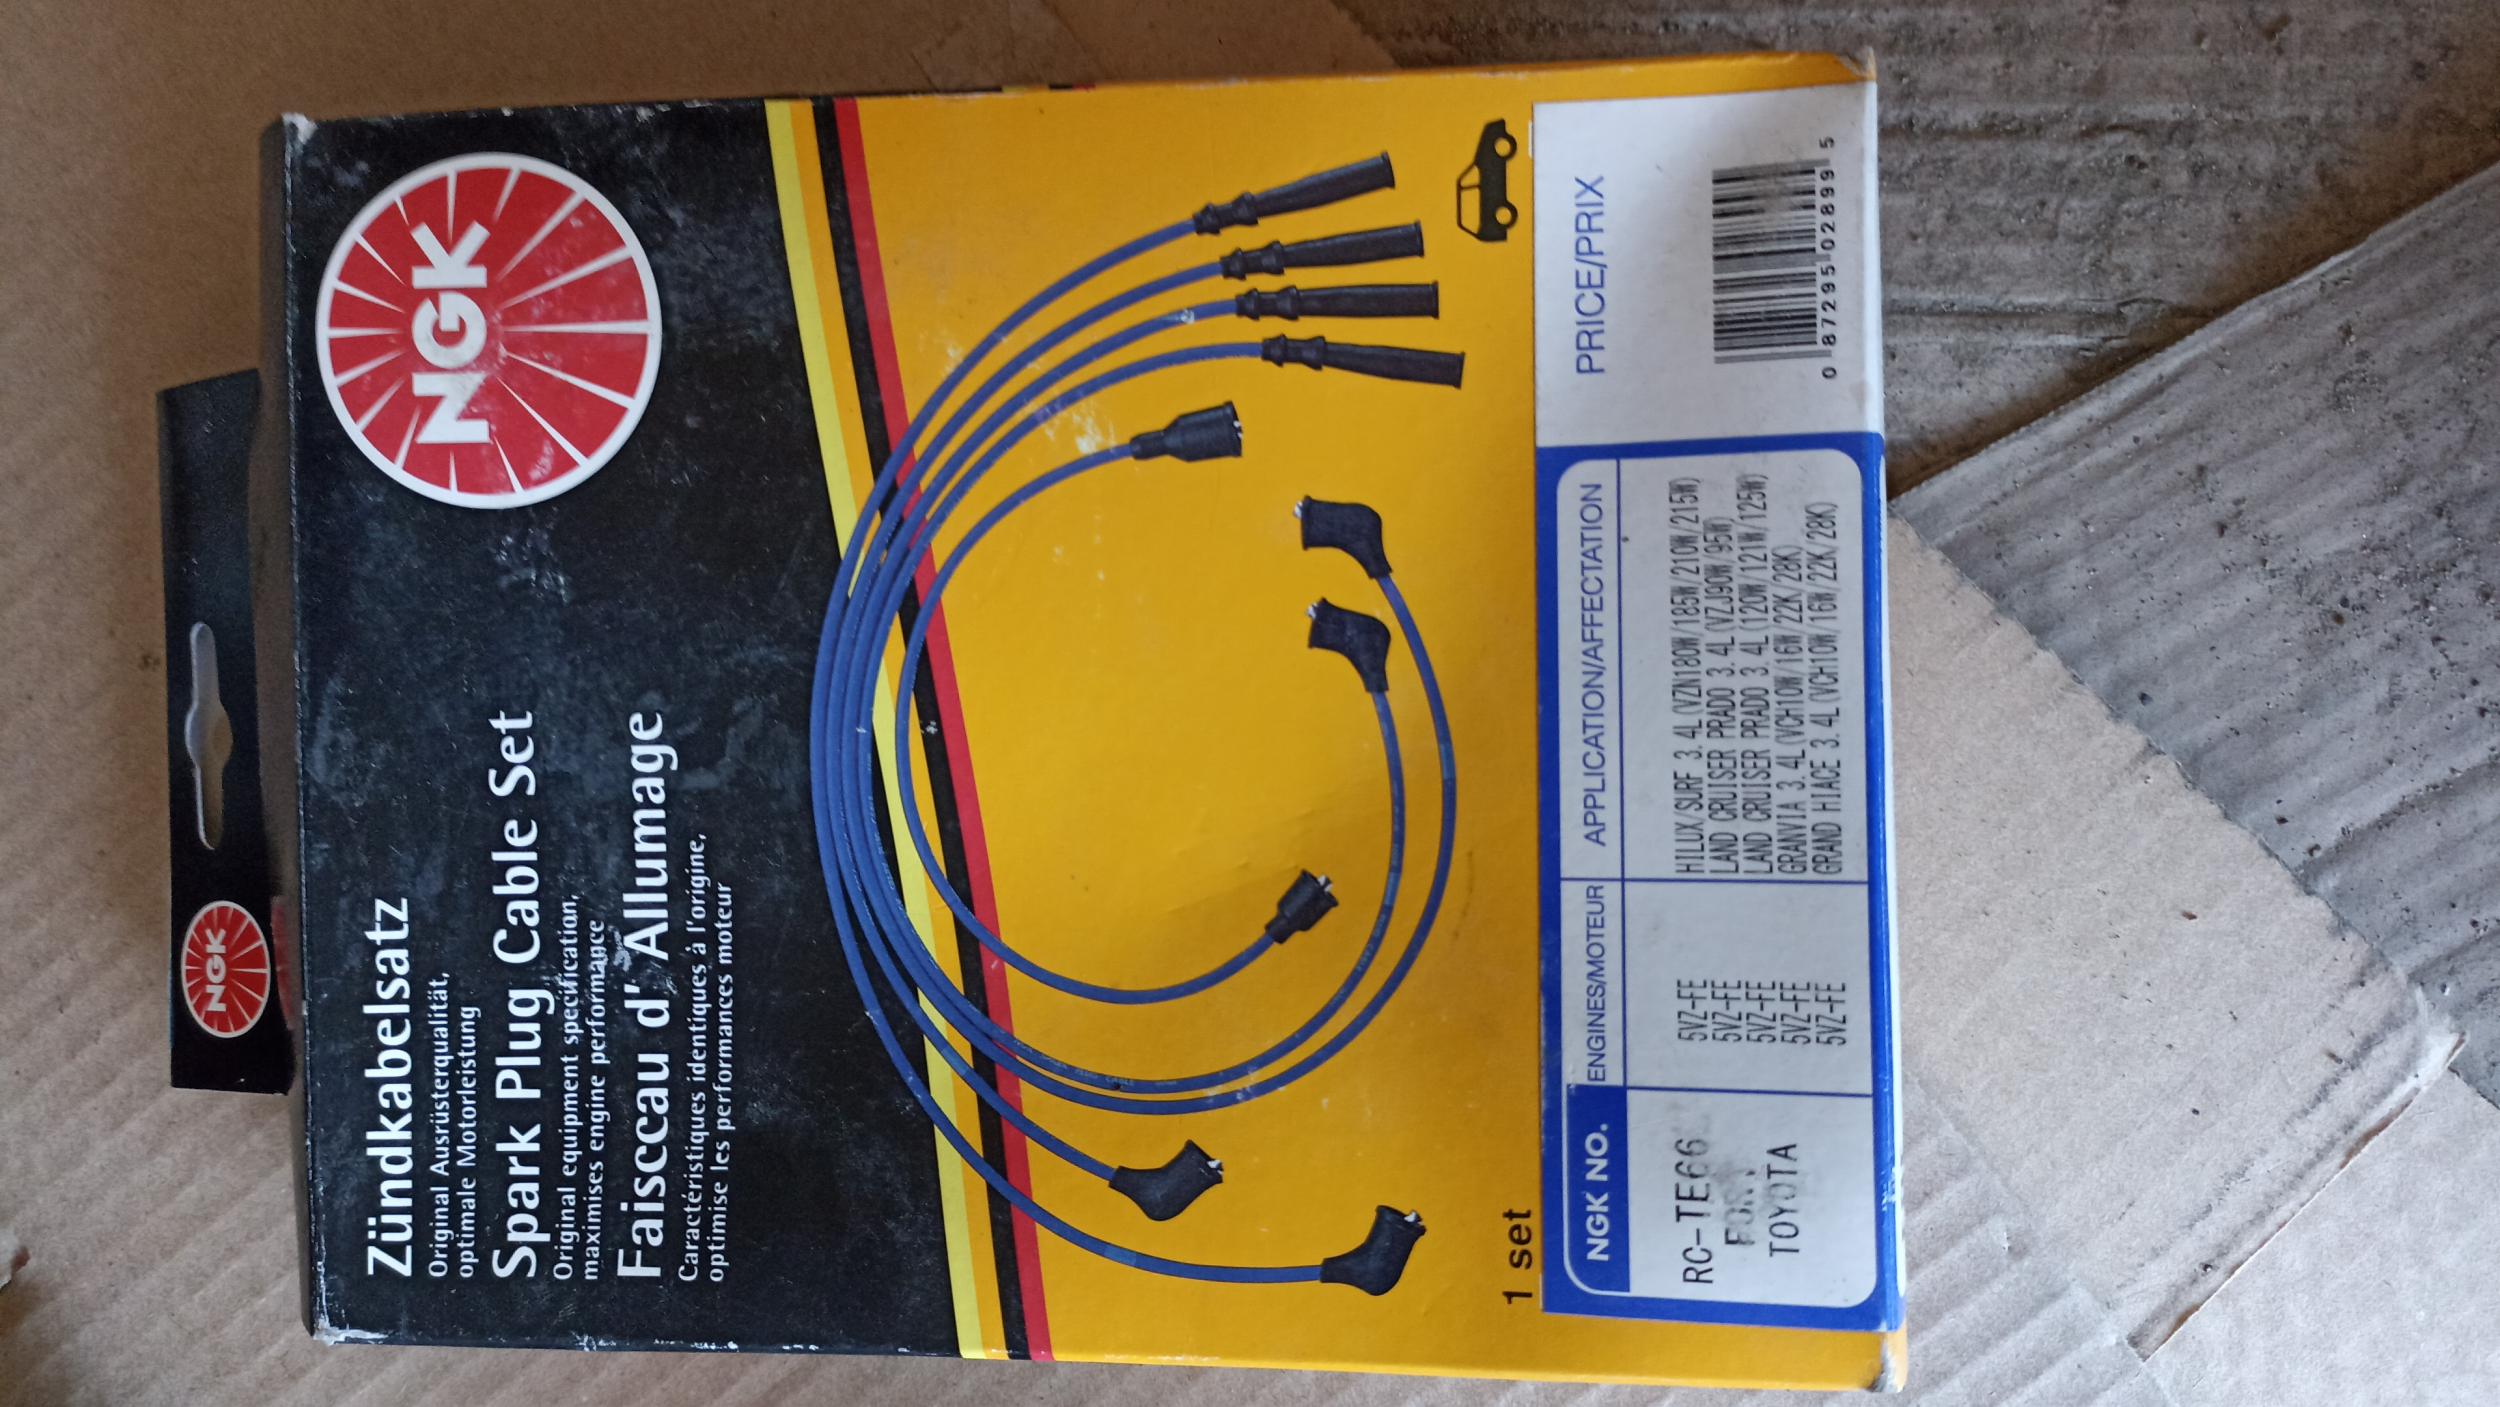 NGK
NGK
Zündkabelsatz
Original Ausrüsterqualität,
optimale Motorleistung
Spark Plug Cable Set
Original equipment specification,
maximises engine performance
Faisceau d'Allumage
Caractéristiques identiques à l'origine,
optimise les performances moteur
1 set
NGK NO. ENGINES/MOTEUR APPLICATION/AFFECTATION PRICE/PRIX
RC-TE66
TOYOTA
5VZ-FE HILUX/SURF 3.4L(VZN180W/185W/210W/215W)
5VZ-FE LAND CRUISER PRADO 3.4L(VZJ90W/95W)
5VZ-FE LAND CRUISER PRADO 3.4L(120W/121W/125W)
5VZ-FE GRANVIA 3.4L(VCH10W/16W/22K/28K)
5VZ-FE GRAND HIACE 3.4L(VCH10W/16W/22K/28K)
0 87295 02899 5